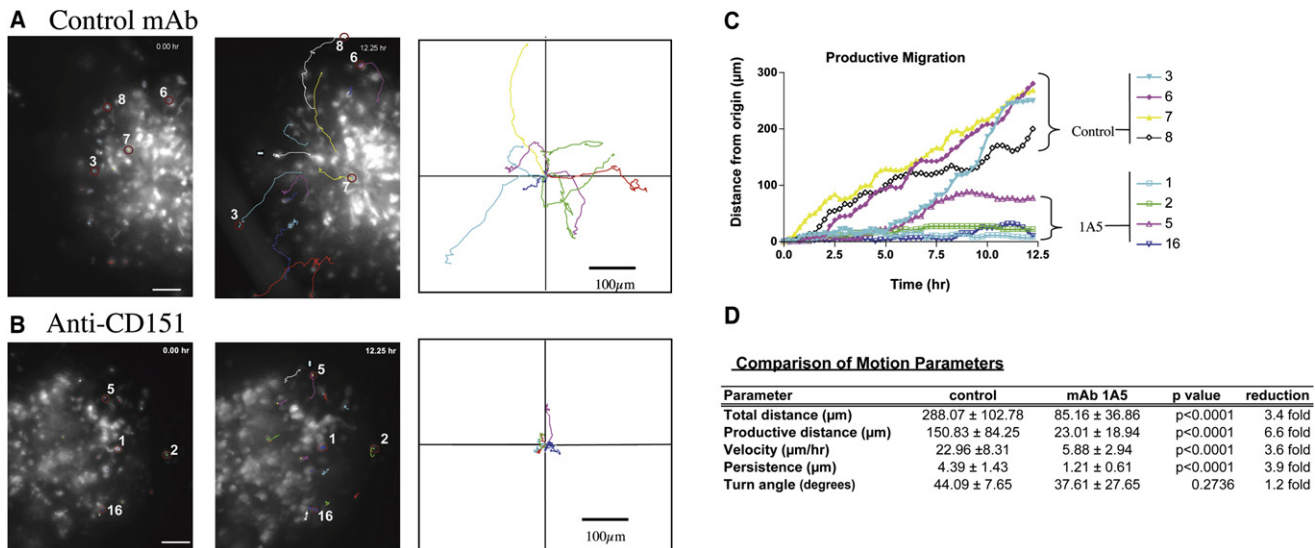 A Control mAb
0.00 hr
8
6
7
3
12.25 hr
8
6
7
3
100µm
B Anti-CD151
0.00 hr
5
1
2
16
12.25 hr
5
1
2
16
100µm
C
Productive Migration
Distance from origin (µm)
300
200
100
0
0.0 2.5 5.0 7.5 10.0 12.5
Time (hr)
Control
3
6
7
8
1A5
1
2
5
16
D
Comparison of Motion Parameters
Parameter control mAb 1A5 p value reduction
Total distance (µm) 288.07 ± 102.78 85.16 ± 36.86 p<0.0001 3.4 fold
Productive distance (µm) 150.83 ± 84.25 23.01 ± 18.94 p<0.0001 6.6 fold
Velocity (µm/hr) 22.96 ±8.31 5.88 ± 2.94 p<0.0001 3.6 fold
Persistence (µm) 4.39 ± 1.43 1.21 ± 0.61 p<0.0001 3.9 fold
Turn angle (degrees) 44.09 ± 7.65 37.61 ± 27.65 0.2736 1.2 fold